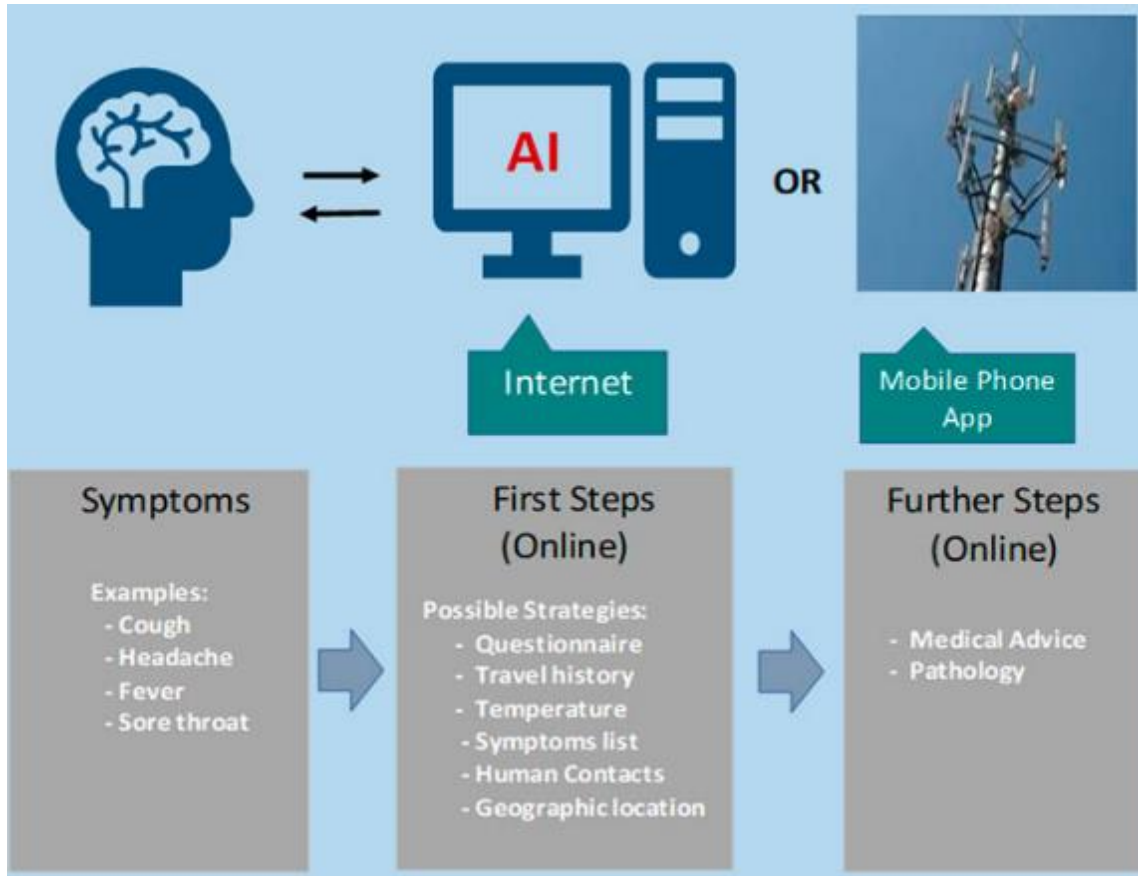 AI
OR
Internet
Mobile Phone
App
Symptoms
Examples:
- Cough
- Headache
- Fever
- Sore throat
First Steps
(Online)
Possible Strategies:
- Questionnaire
- Travel history
- Temperature
- Symptoms list
- Human Contacts
- Geographic location
Further Steps
(Online)
- Medical Advice
- Pathology